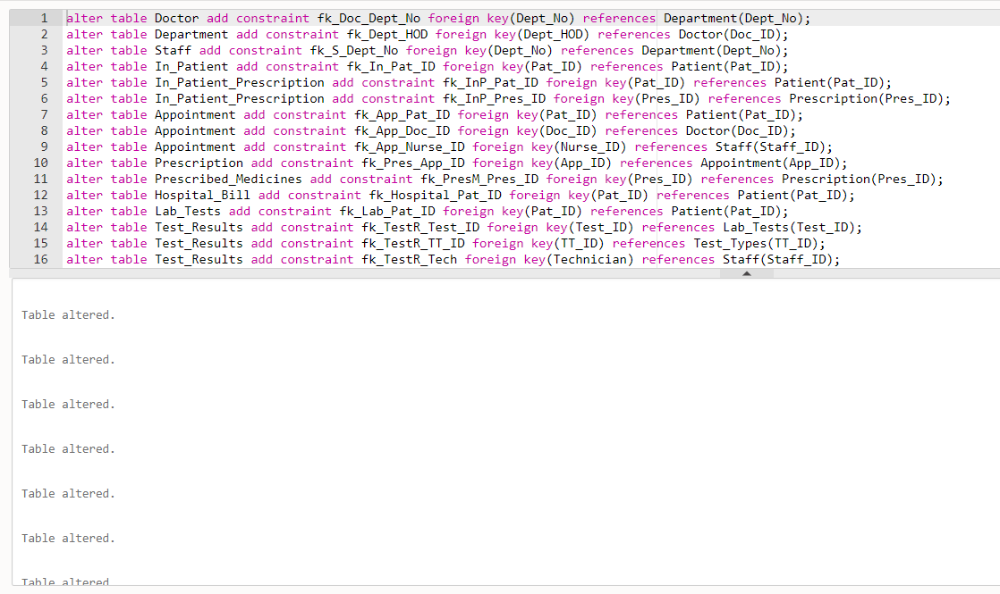 1 alter table Doctor add constraint fk_Doc_Dept_No foreign key(Dept_No) references Department(Dept_No);
2 alter table Department add constraint fk_Dept_HOD foreign key(Dept_HOD) references Doctor(Doc_ID);
3 alter table Staff add constraint fk_S_Dept_No foreign key(Dept_No) references Department(Dept_No);
4 alter table In_Patient add constraint fk_In_Pat_ID foreign key(Pat_ID) references Patient(Pat_ID);
5 alter table In_Patient_Prescription add constraint fk_InP_Pat_ID foreign key(Pat_ID) references Patient(Pat_ID);
6 alter table In_Patient_Prescription add constraint fk_InP_Pres_ID foreign key(Pres_ID) references Prescription(Pres_ID);
7 alter table Appointment add constraint fk_App_Pat_ID foreign key(Pat_ID) references Patient(Pat_ID);
8 alter table Appointment add constraint fk_App_Doc_ID foreign key(Doc_ID) references Doctor(Doc_ID);
9 alter table Appointment add constraint fk_App_Nurse_ID foreign key(Nurse_ID) references Staff(Staff_ID);
10 alter table Prescription add constraint fk_Pres_App_ID foreign key(App_ID) references Appointment(App_ID);
11 alter table Prescribed_Medicines add constraint fk_PresM_Pres_ID foreign key(Pres_ID) references Prescription(Pres_ID);
12 alter table Hospital_Bill add constraint fk_Hospital_Pat_ID foreign key(Pat_ID) references Patient(Pat_ID);
13 alter table Lab_Tests add constraint fk_Lab_Pat_ID foreign key(Pat_ID) references Patient(Pat_ID);
14 alter table Test_Results add constraint fk_TestR_Test_ID foreign key(Test_ID) references Lab_Tests(Test_ID);
15 alter table Test_Results add constraint fk_TestR_TT_ID foreign key(TT_ID) references Test_Types(TT_ID);
16 alter table Test_Results add constraint fk_TestR_Tech foreign key(Technician) references Staff(Staff_ID);
Table altered.
Table altered.
Table altered.
Table altered.
Table altered.
Table altered.
Table altered.